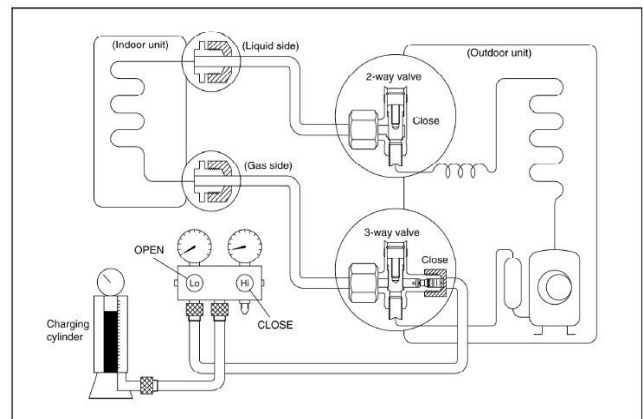 (Indoor unit)
(Liquid side)
(Outdoor unit)
2-way valve
Close
(Gas side)
3-way valve
Close
OPEN
Lo
Hi
CLOSE
Charging
cylinder